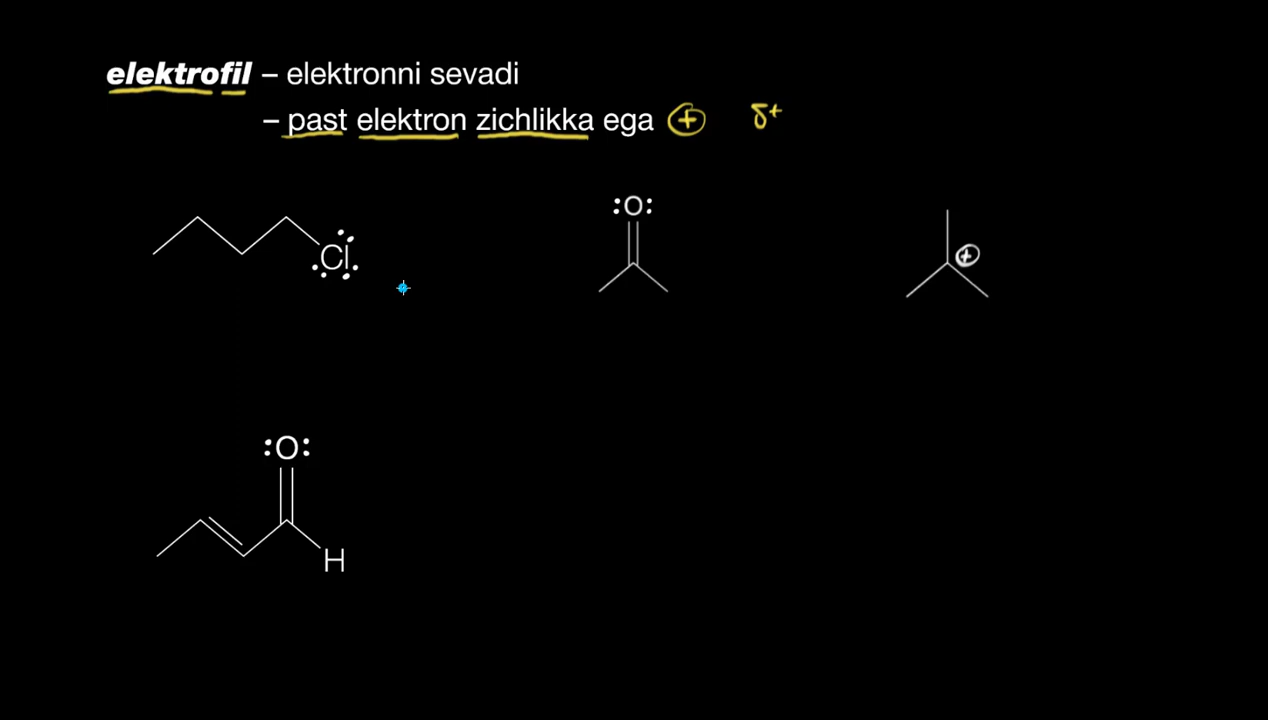 elektrofil – elektronni sevadi
– past elektron zichlikka ega ⊕ δ+
:O:
Cl
⊕
:O:
H